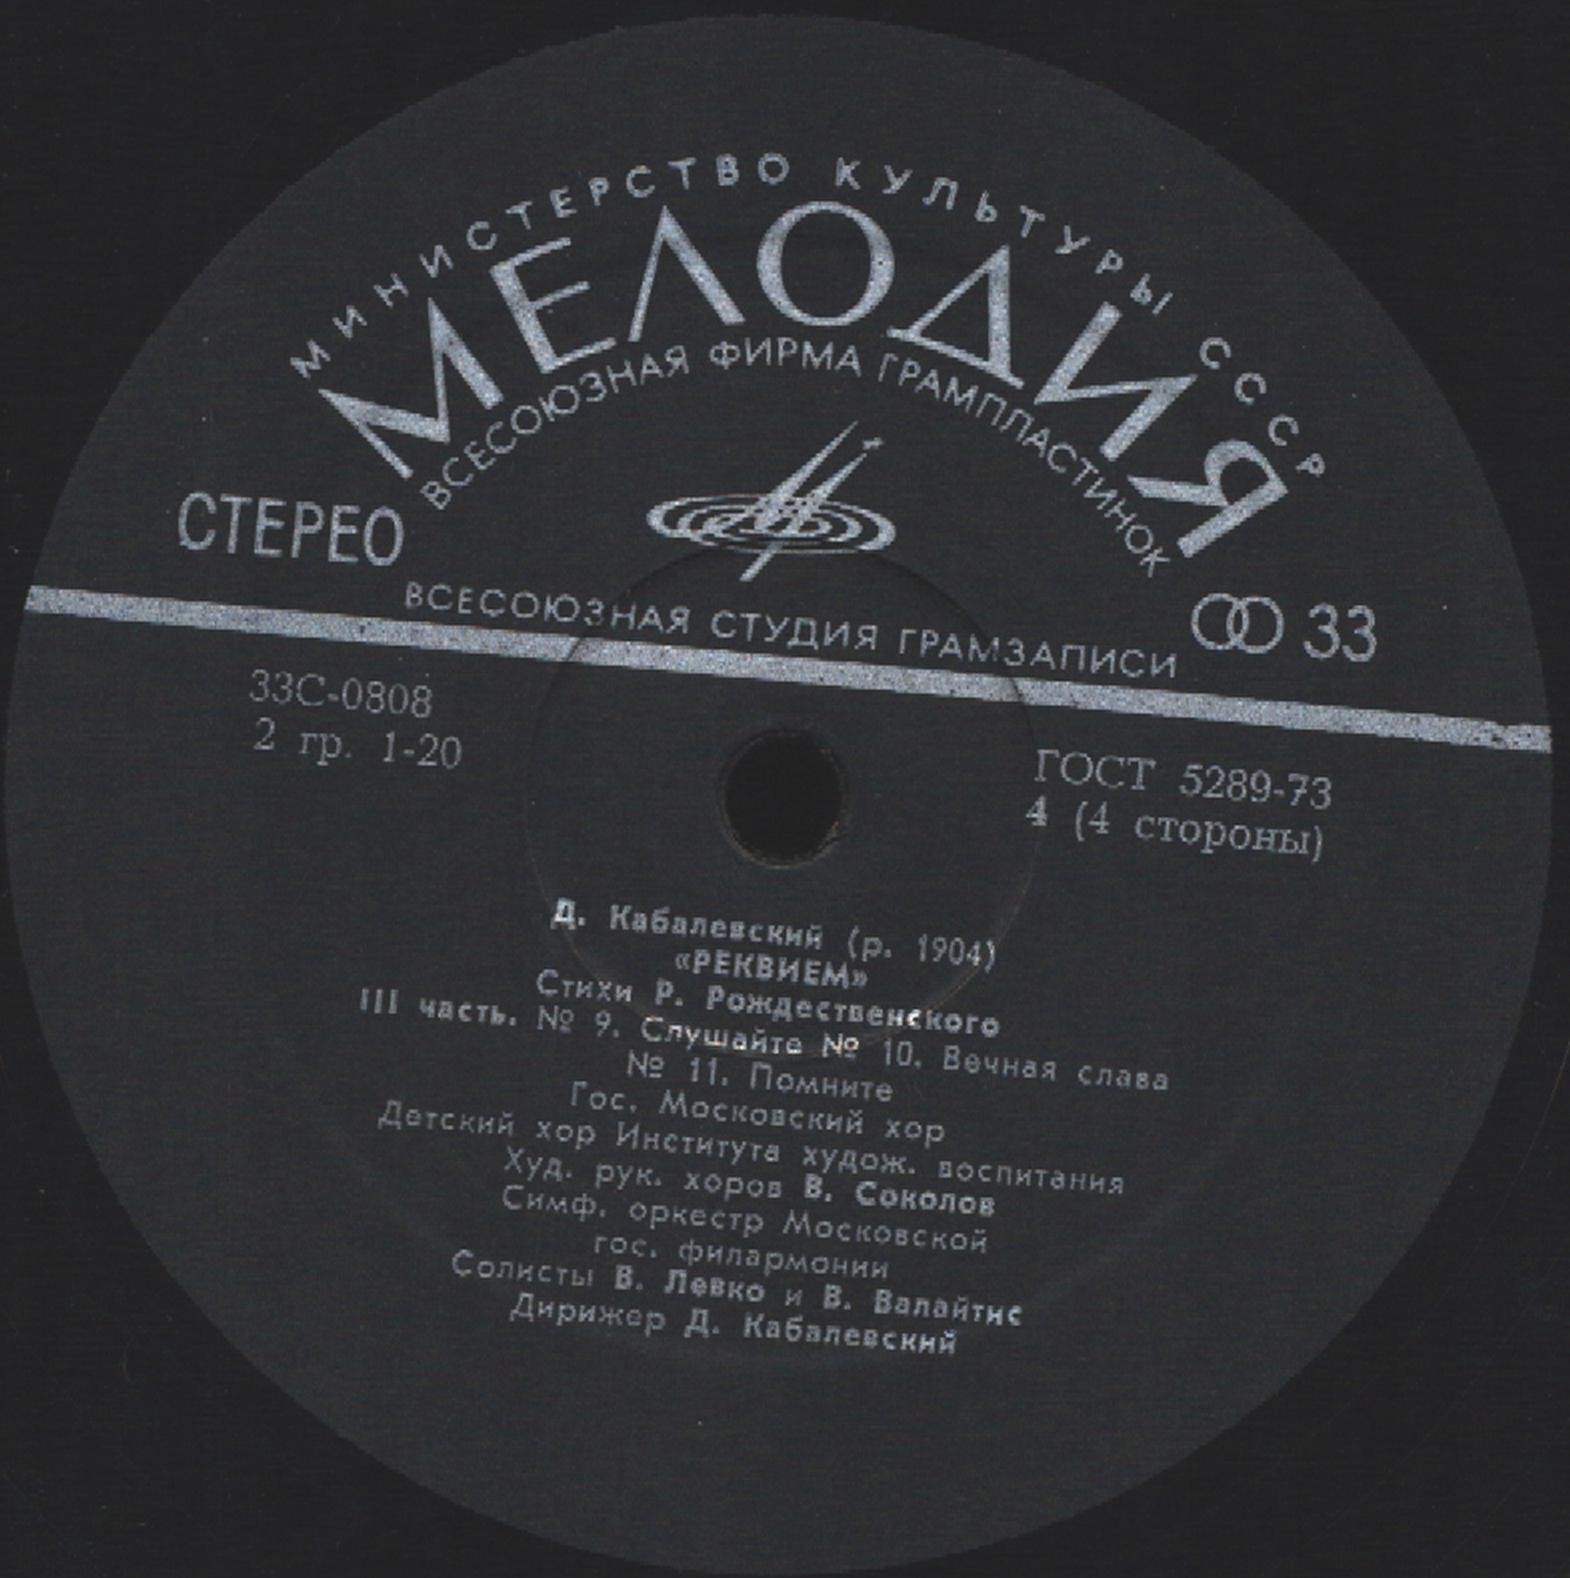 МИНИСТЕРСТВО КУЛЬТУРЫ СССР
МЕЛОДИЯ
ВСЕСОЮЗНАЯ ФИРМА ГРАМПЛАСТИНОК
СТЕРЕО
33
ВСЕСОЮЗНАЯ СТУДИЯ ГРАМЗАПИСИ
33С-0808
2 гр. 1-20
ГОСТ 5289-73
4 (4 стороны)
Д. Кабалевский (р. 1904)
«РЕКВИЕМ»
Стихи Р. Рождественского
III часть. № 9. Слушайте № 10. Вечная слава
№ 11. Помните
Гос. Московский хор
Детский хор Института худож. воспитания
Худ. рук. хоров В. Соколов
Симф. оркестр Московской
гос. филармонии
Солисты В. Левко и В. Валайтис
Дирижер Д. Кабалевский